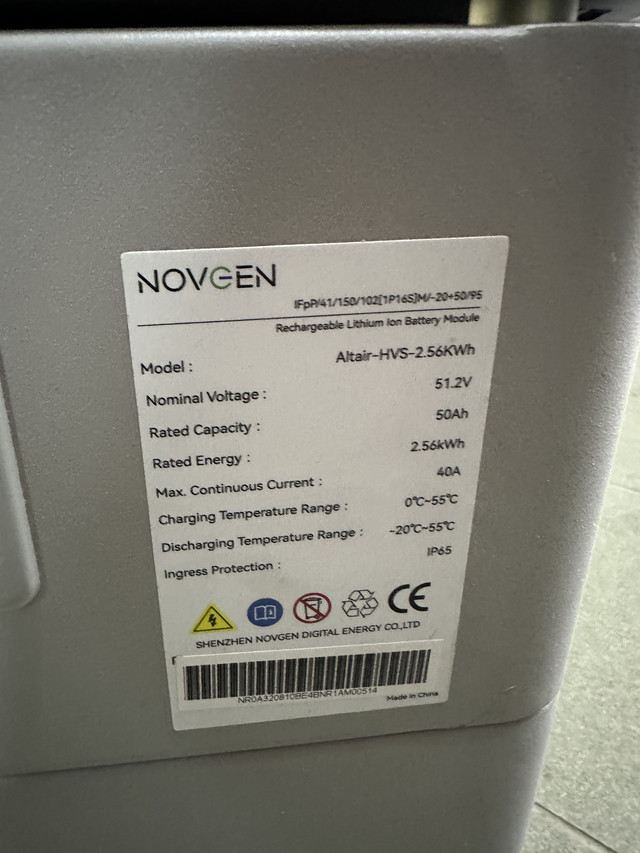 NOVGEN
IFpP/41/150/102[1P16S]M/-20+50/95
Rechargeable Lithium Ion Battery Module
Model : Altair-HVS-2.56KWh
Nominal Voltage : 51.2V
Rated Capacity : 50Ah
Rated Energy : 2.56kWh
Max. Continuous Current : 40A
Charging Temperature Range : 0℃~55℃
Discharging Temperature Range : -20℃~55℃
Ingress Protection : IP65
CE
SHENZHEN NOVGEN DIGITAL ENERGY CO.,LTD
NR0A320810BE4BNR1AM00514
Made in China